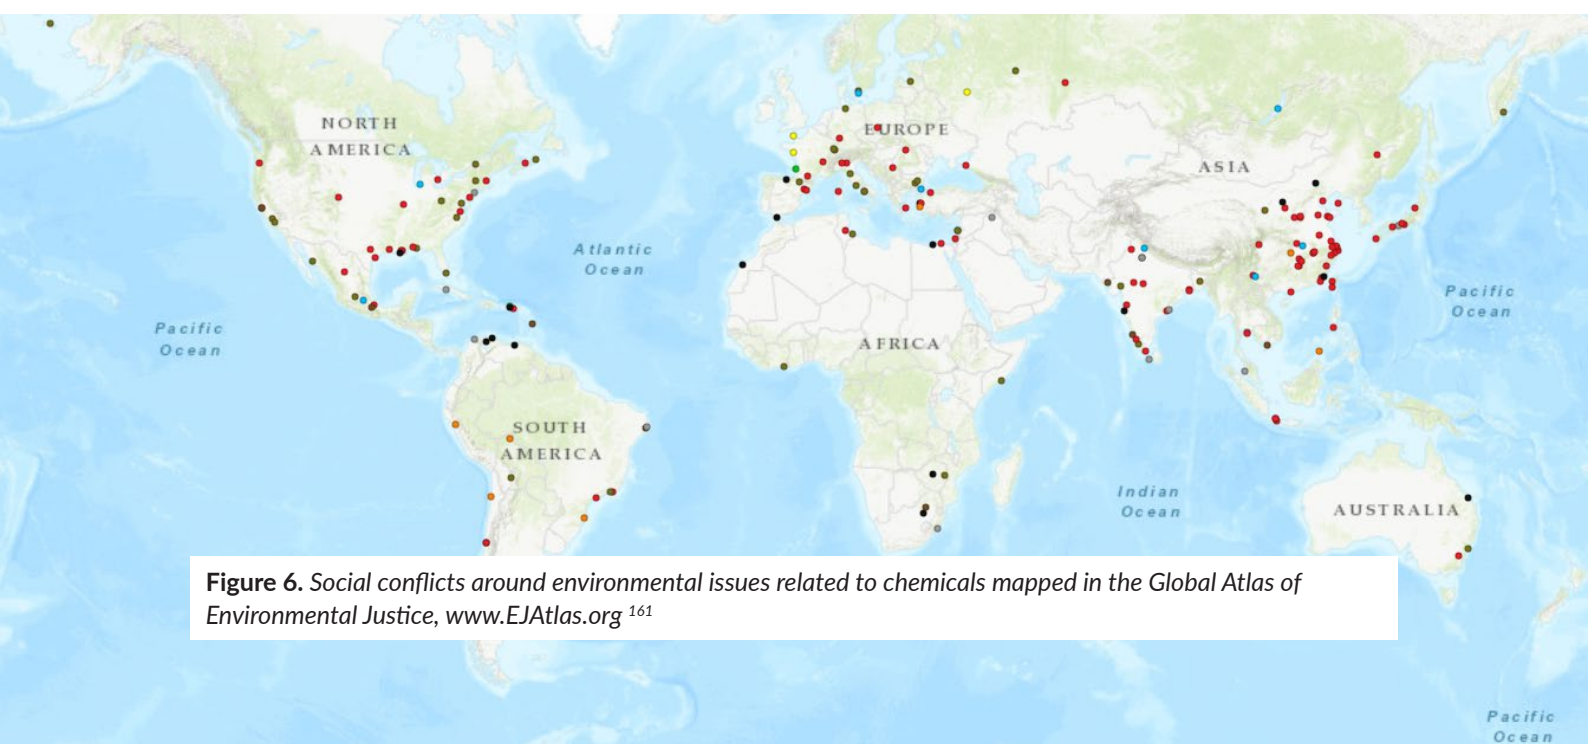 NORTH
AMERICA
EUROPE
ASIA
Atlantic
Ocean
Pacific
Ocean
Pacific
Ocean
AFRICA
SOUTH
AMERICA
Indian
Ocean
AUSTRALIA
Figure 6. Social conflicts around environmental issues related to chemicals mapped in the Global Atlas of
Environmental Justice, www.EJAtlas.org 161
Pacific
Ocean